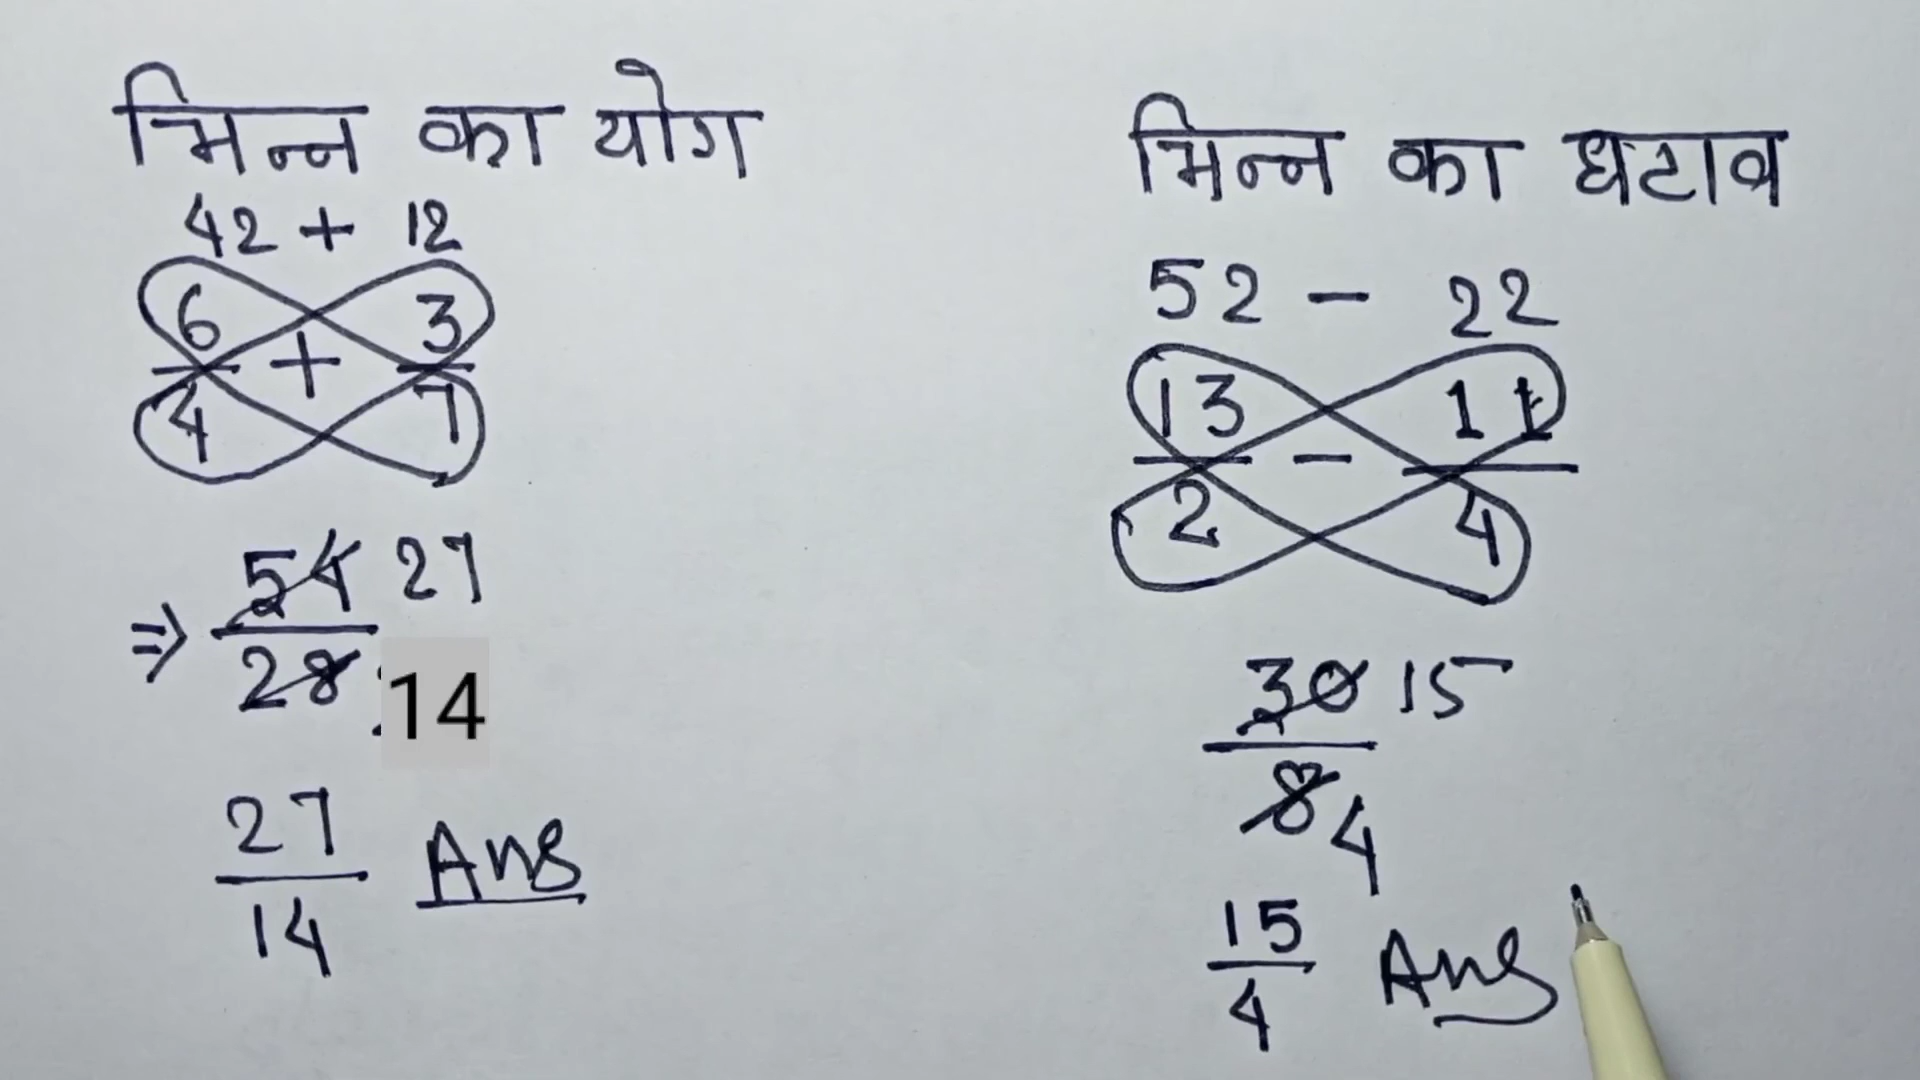 भिन्न का योग
42 + 12
6/4 + 3/7
⇒ 54/28 27/14
27/14 Ans
भिन्न का घटाव
52 - 22
13/2 - 11/4
30/8 15/4
15/4 Ans